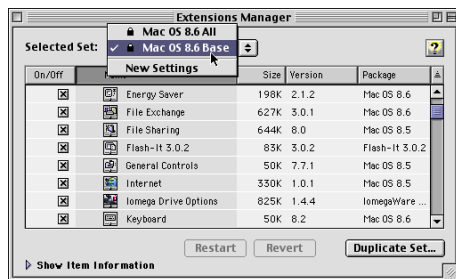 Extensions Manager
Mac OS 8.6 All
Selected Set: ✓ Mac OS 8.6 Base
New Settings
On/Off Size Version Package
Energy Saver 198K 2.1.2 Mac OS 8.6
File Exchange 627K 3.0.1 Mac OS 8.6
File Sharing 644K 8.0 Mac OS 8.5
Flash-It 3.0.2 83K 3.0.2 Flash-It 3.0.2
General Controls 50K 7.7.1 Mac OS 8.5
Internet 330K 1.0.1 Mac OS 8.5
Iomega Drive Options 825K 1.4.4 IomegaWare ...
Keyboard 50K 8.2 Mac OS 8.6
Restart Revert Duplicate Set...
Show Item Information